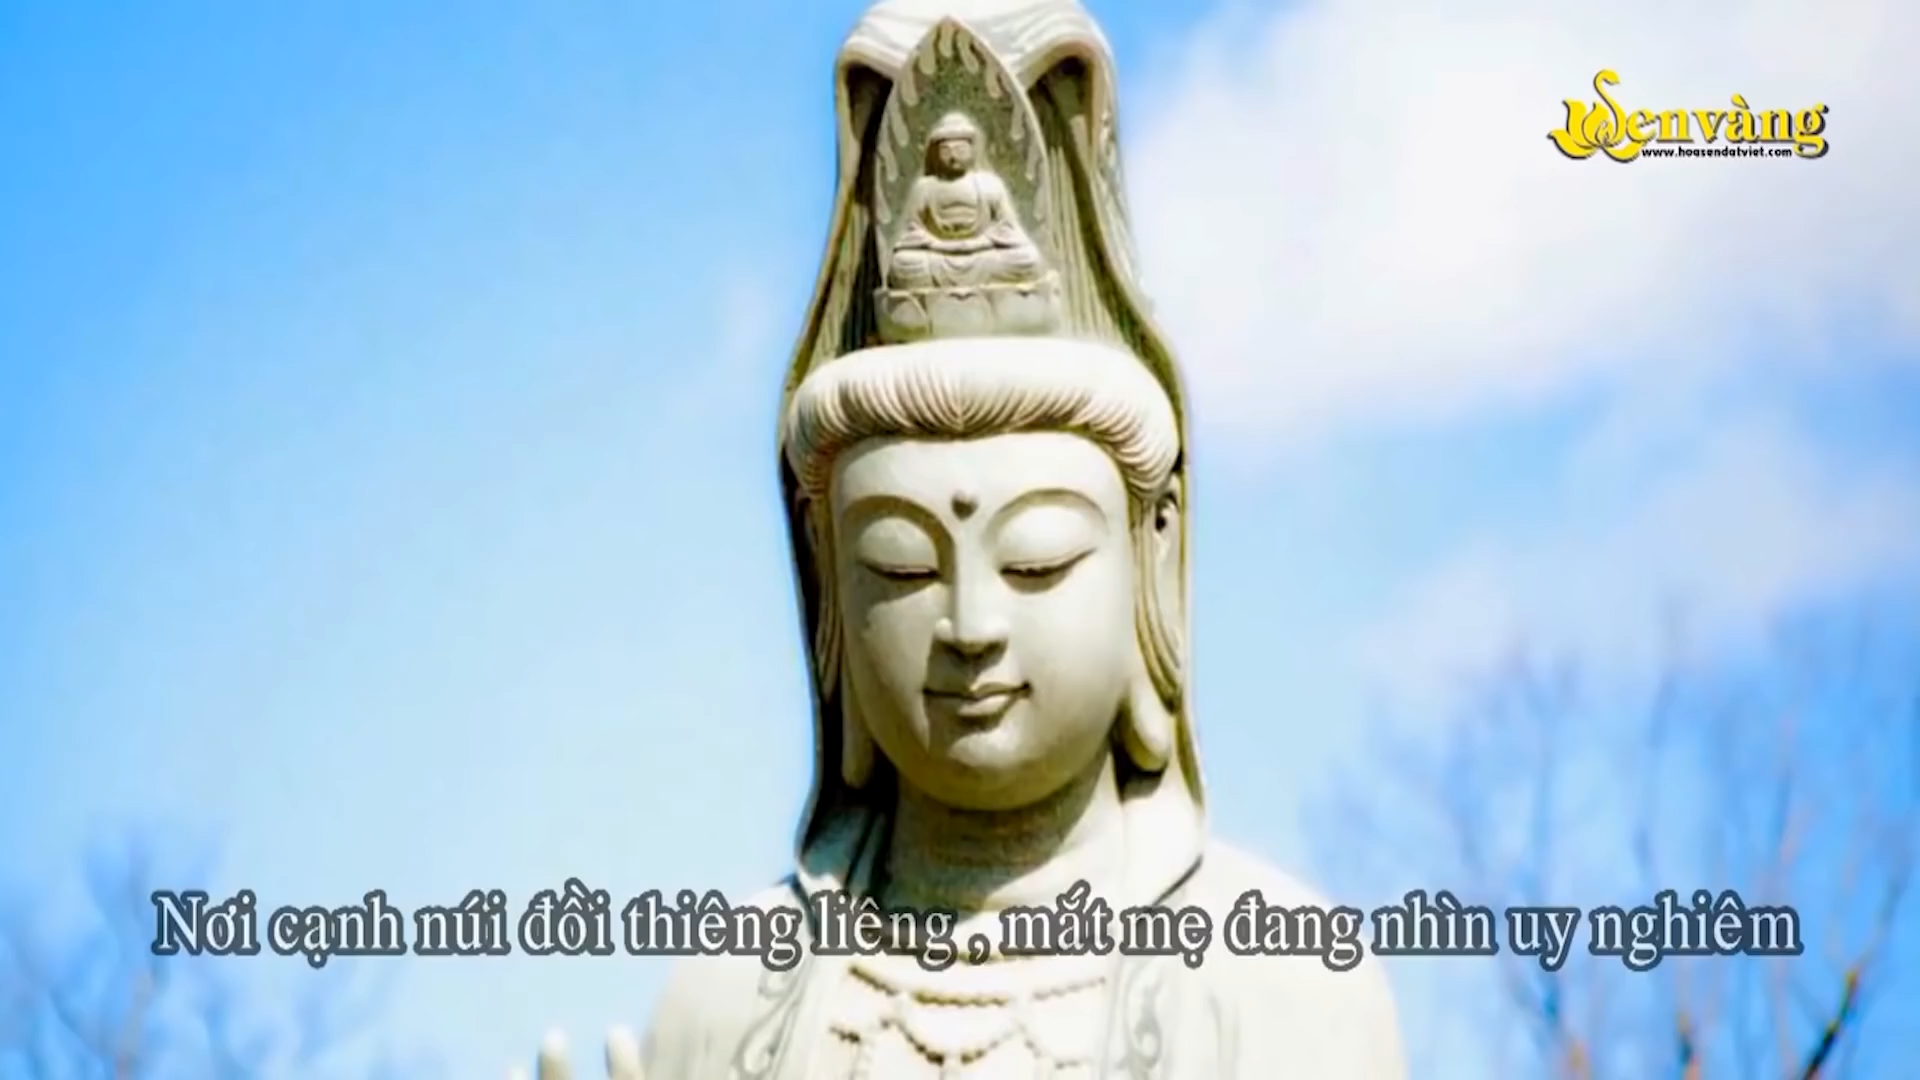 Senvàng
www.hoasendatviet.com
Nơi cạnh núi đồi thiêng liêng , mắt mẹ đang nhìn uy nghiêm